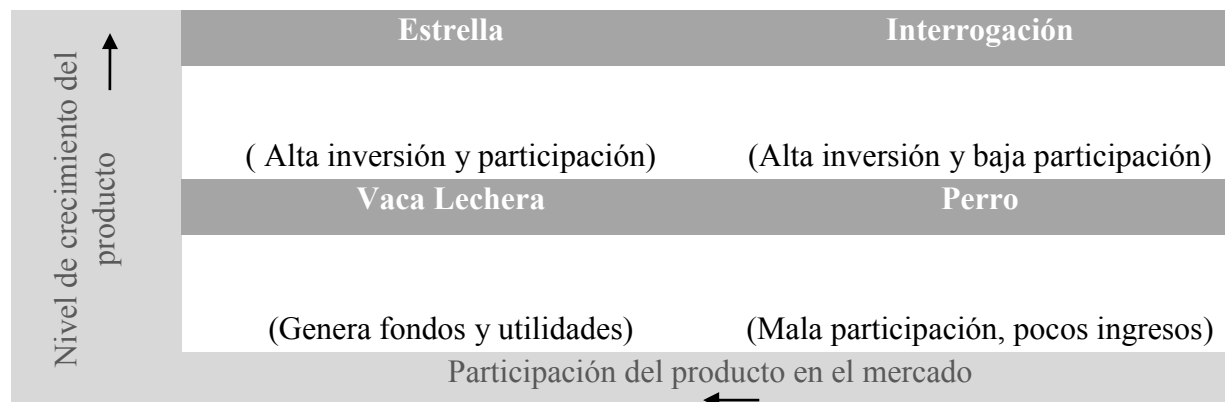 Nivel de crecimiento del
producto
Estrella
Interrogación
( Alta inversión y participación)
(Alta inversión y baja participación)
Vaca Lechera
Perro
(Genera fondos y utilidades)
(Mala participación, pocos ingresos)
Participación del producto en el mercado